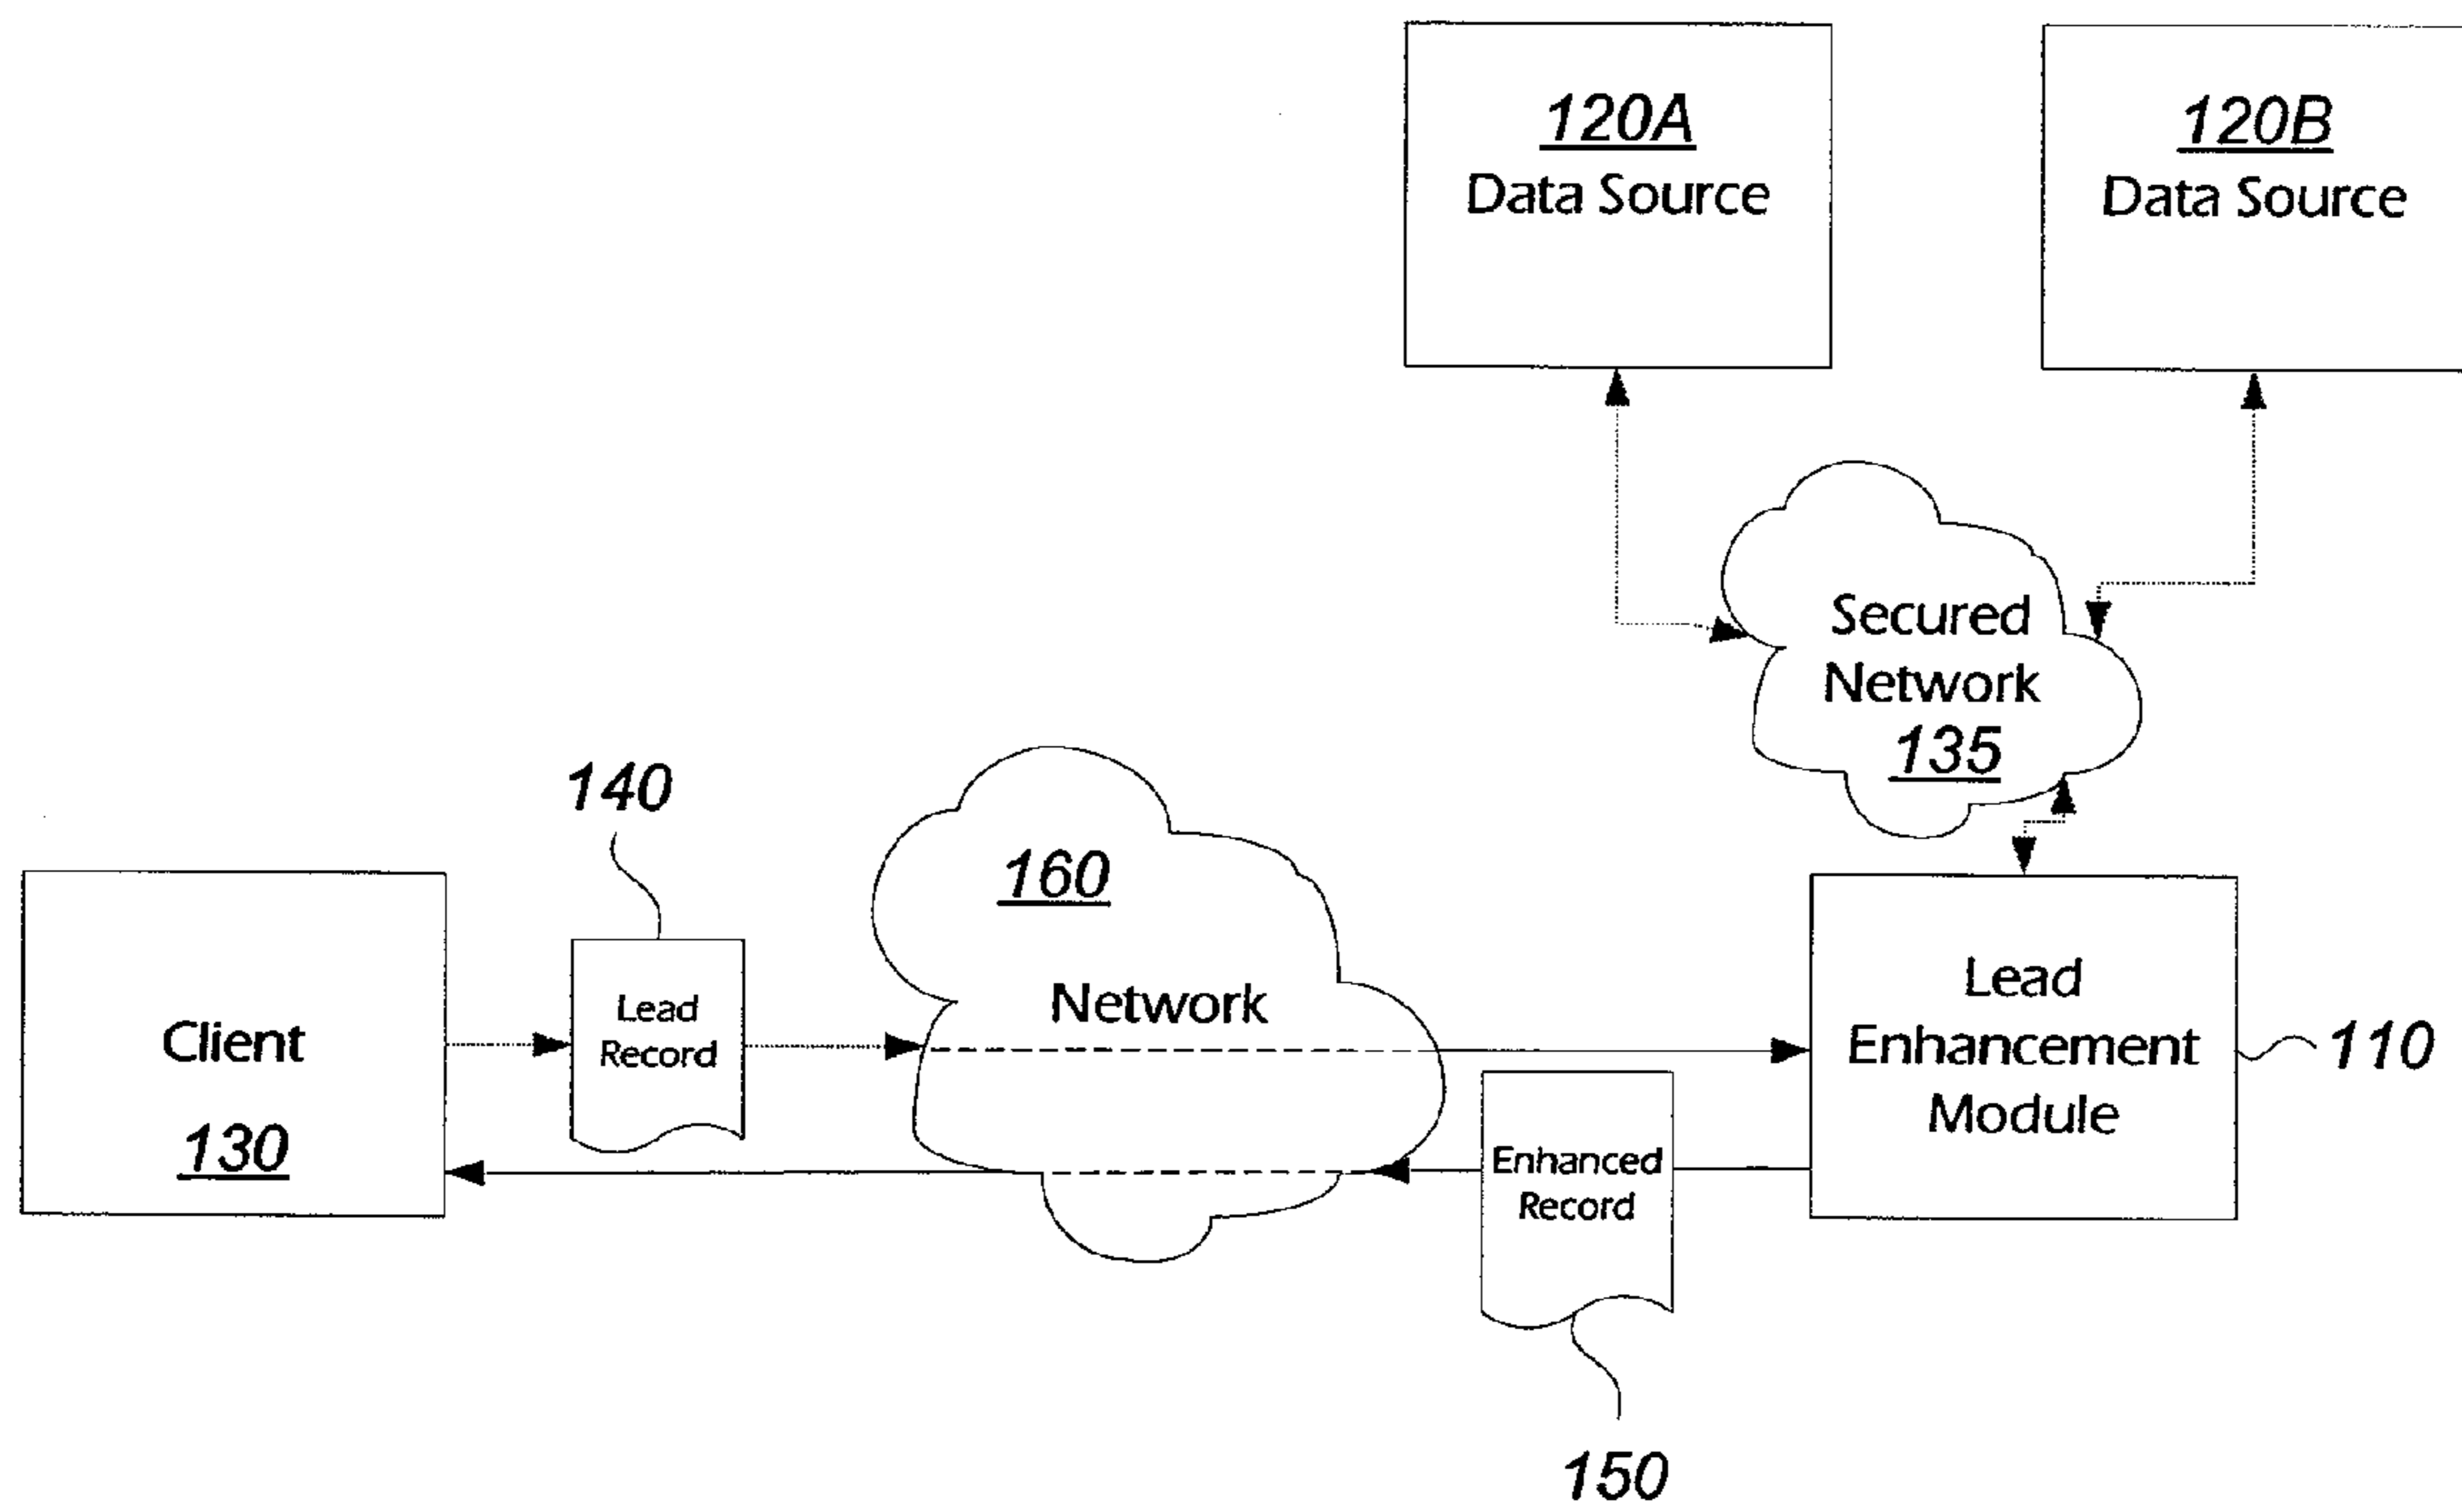 120A
Data Source
120B
Data Source
Secured
Network
135
140
160
Network
Client
130
Lead
Record
Lead
Enhancement
Module
110
Enhanced
Record
150